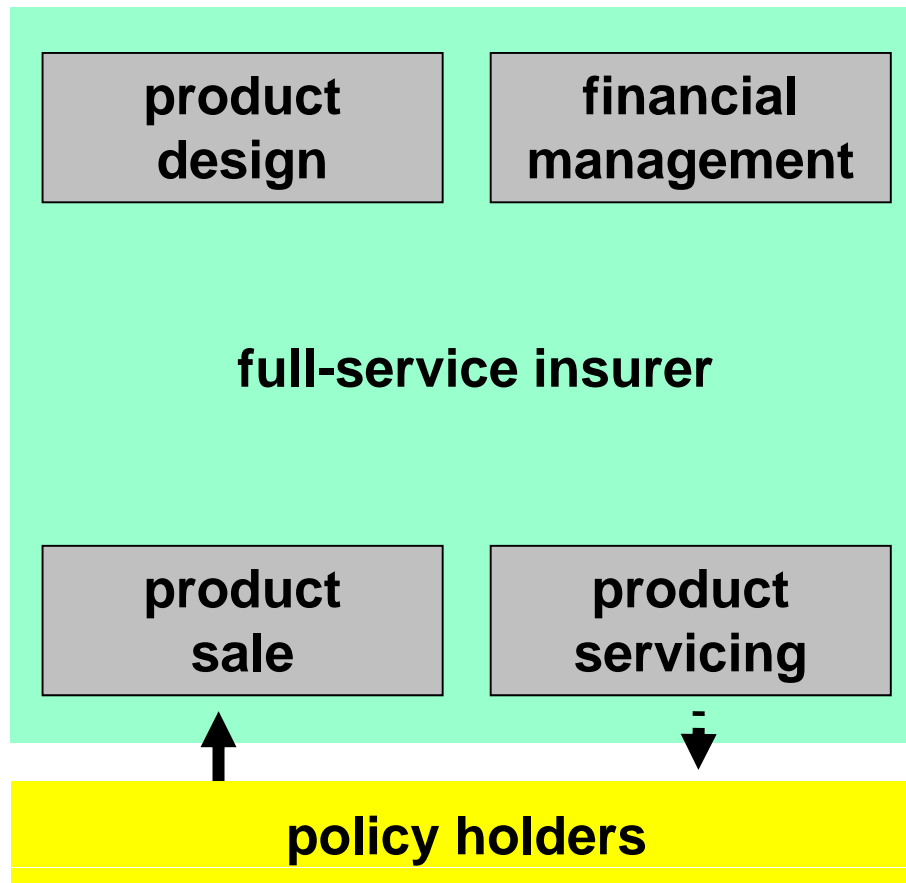 product
design
financial
management
full-service insurer
product
sale
product
servicing
policy holders